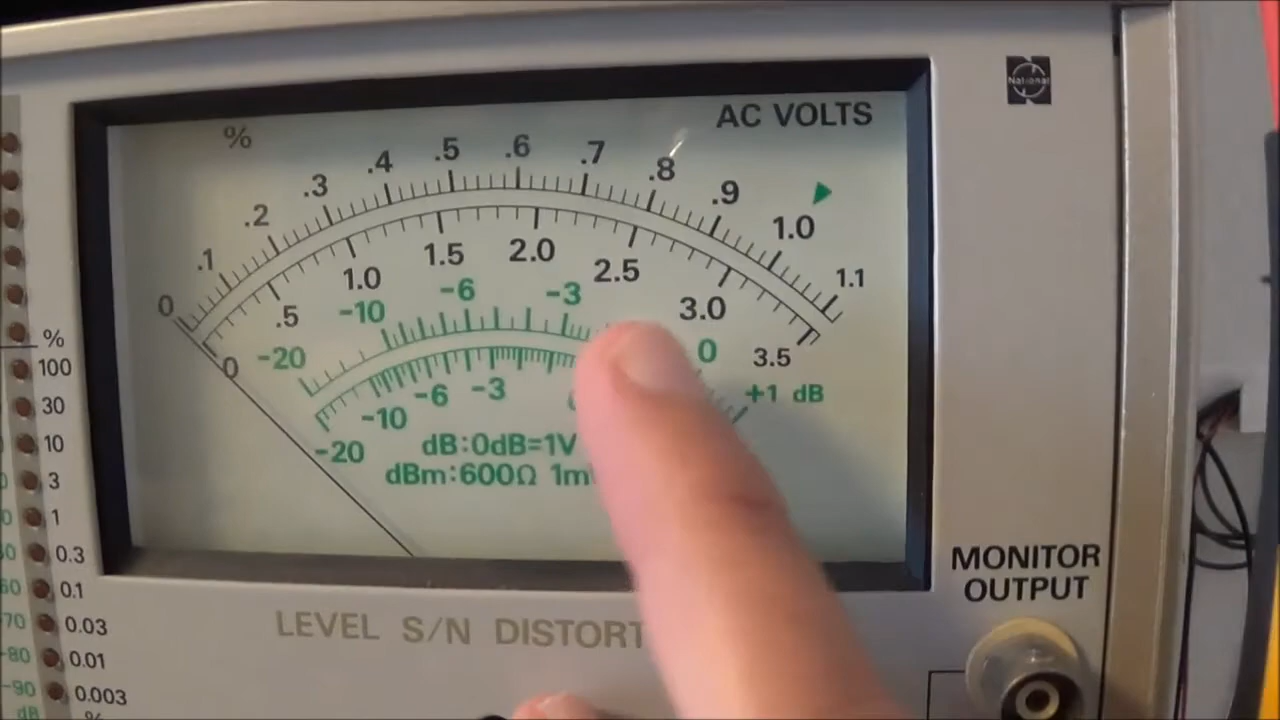 %
AC VOLTS
National
0 .1 .2 .3 .4 .5 .6 .7 .8 .9 1.0 1.1
0 .5 1.0 1.5 2.0 2.5 3.0 3.5
-20 -10 -6 -3 0 +1 dB
-20 -10 -6 -3
dB:0dB=1V
dBm:600Ω
LEVEL S/N
MONITOR
OUTPUT
%
100
30
10
3
1
0.3
0.1
0.03
-80 0.01
-90 0.003
dB %